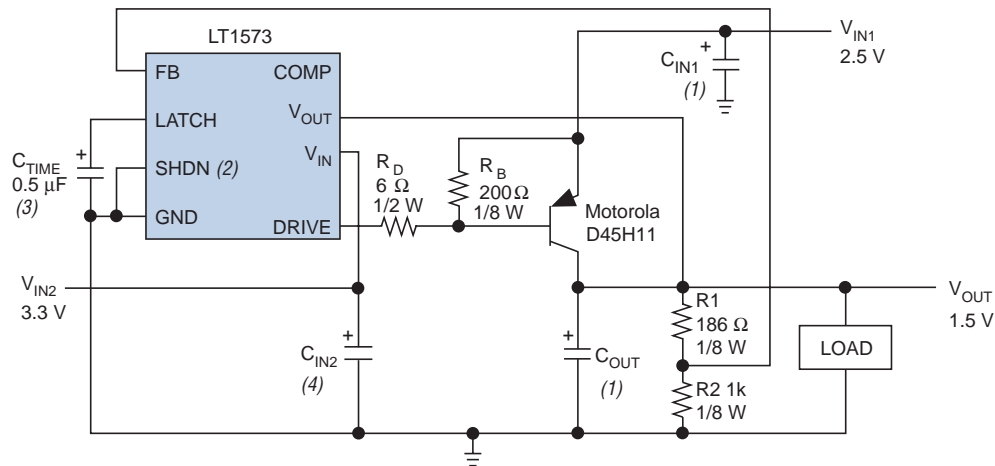 LT1573
FB
COMP
LATCH
V_OUT
SHDN (2)
V_IN
GND
DRIVE
C_TIME
0.5 µF
(3)
+
V_IN2
3.3 V
+
C_IN2
(4)
R_D
6 Ω
1/2 W
R_B
200 Ω
1/8 W
+
C_IN1
(1)
V_IN1
2.5 V
Motorola
D45H11
+
C_OUT
(1)
R1
186 Ω
1/8 W
R2 1k
1/8 W
LOAD
V_OUT
1.5 V